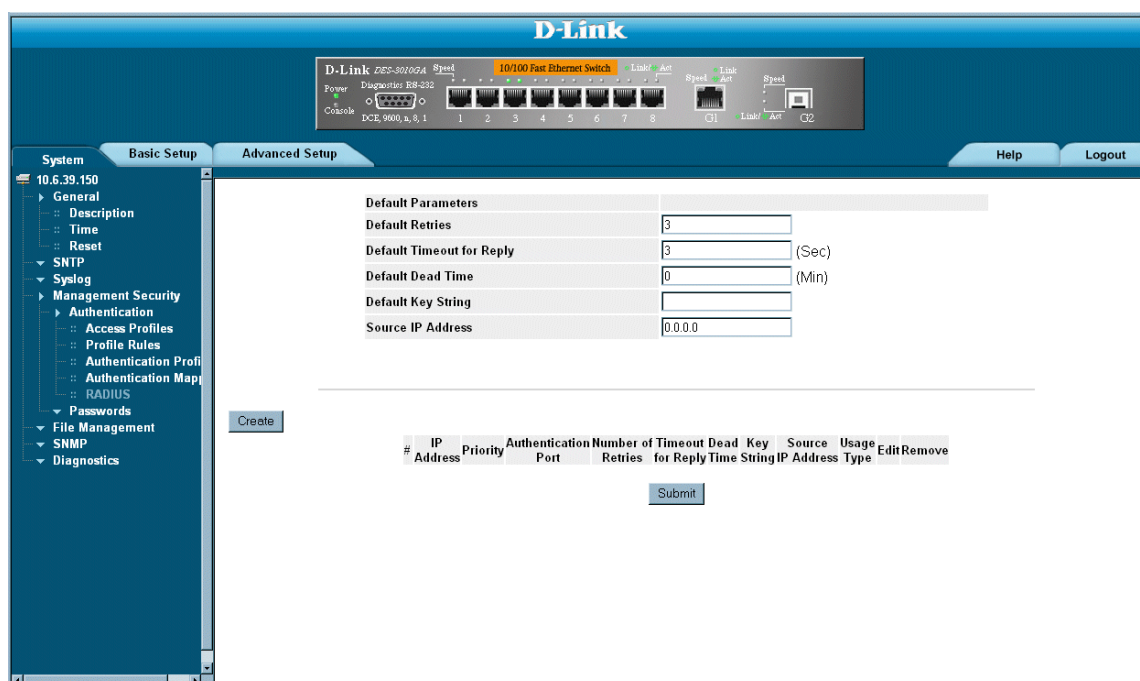 D-Link
D-Link DES-3010GA Speed 10/100 Fast Ethernet Switch Link/ Act
Power Diagnostics RS-232
Console DCE, 9600, n, 8, 1
1 2 3 4 5 6 7 8
Speed Link Act
G1
Speed
Link/ Act G2
System Basic Setup Advanced Setup Help Logout
10.6.39.150
General
Description
Time
Reset
SNTP
Syslog
Management Security
Authentication
Access Profiles
Profile Rules
Authentication Profi
Authentication Map
RADIUS
Passwords
File Management
SNMP
Diagnostics
Default Parameters
Default Retries 3
Default Timeout for Reply 3 (Sec)
Default Dead Time 0 (Min)
Default Key String
Source IP Address 0.0.0.0
Create
# IP Address Priority Authentication Port Number of Retries Timeout for Reply Dead Time Key String Source IP Address Usage Type Edit Remove
Submit